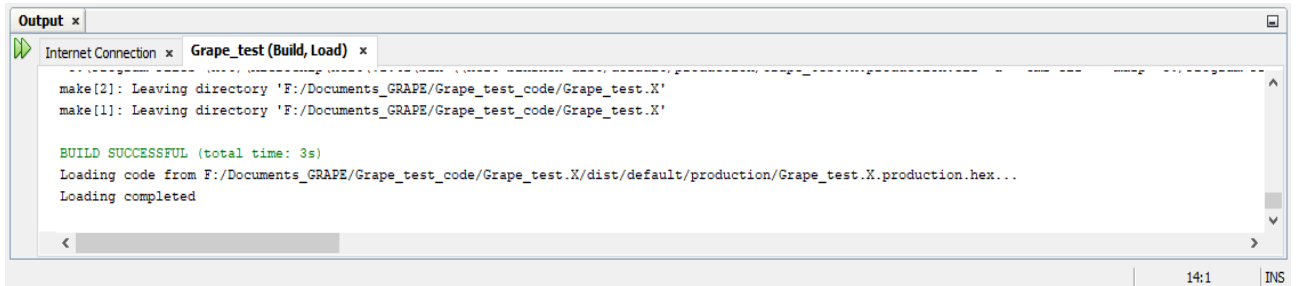 Output ×
Internet Connection × Grape_test (Build, Load) ×
make[2]: Leaving directory 'F:/Documents_GRAPE/Grape_test_code/Grape_test.X'
make[1]: Leaving directory 'F:/Documents_GRAPE/Grape_test_code/Grape_test.X'
BUILD SUCCESSFUL (total time: 3s)
Loading code from F:/Documents_GRAPE/Grape_test_code/Grape_test.X/dist/default/production/Grape_test.X.production.hex...
Loading completed
14:1 INS